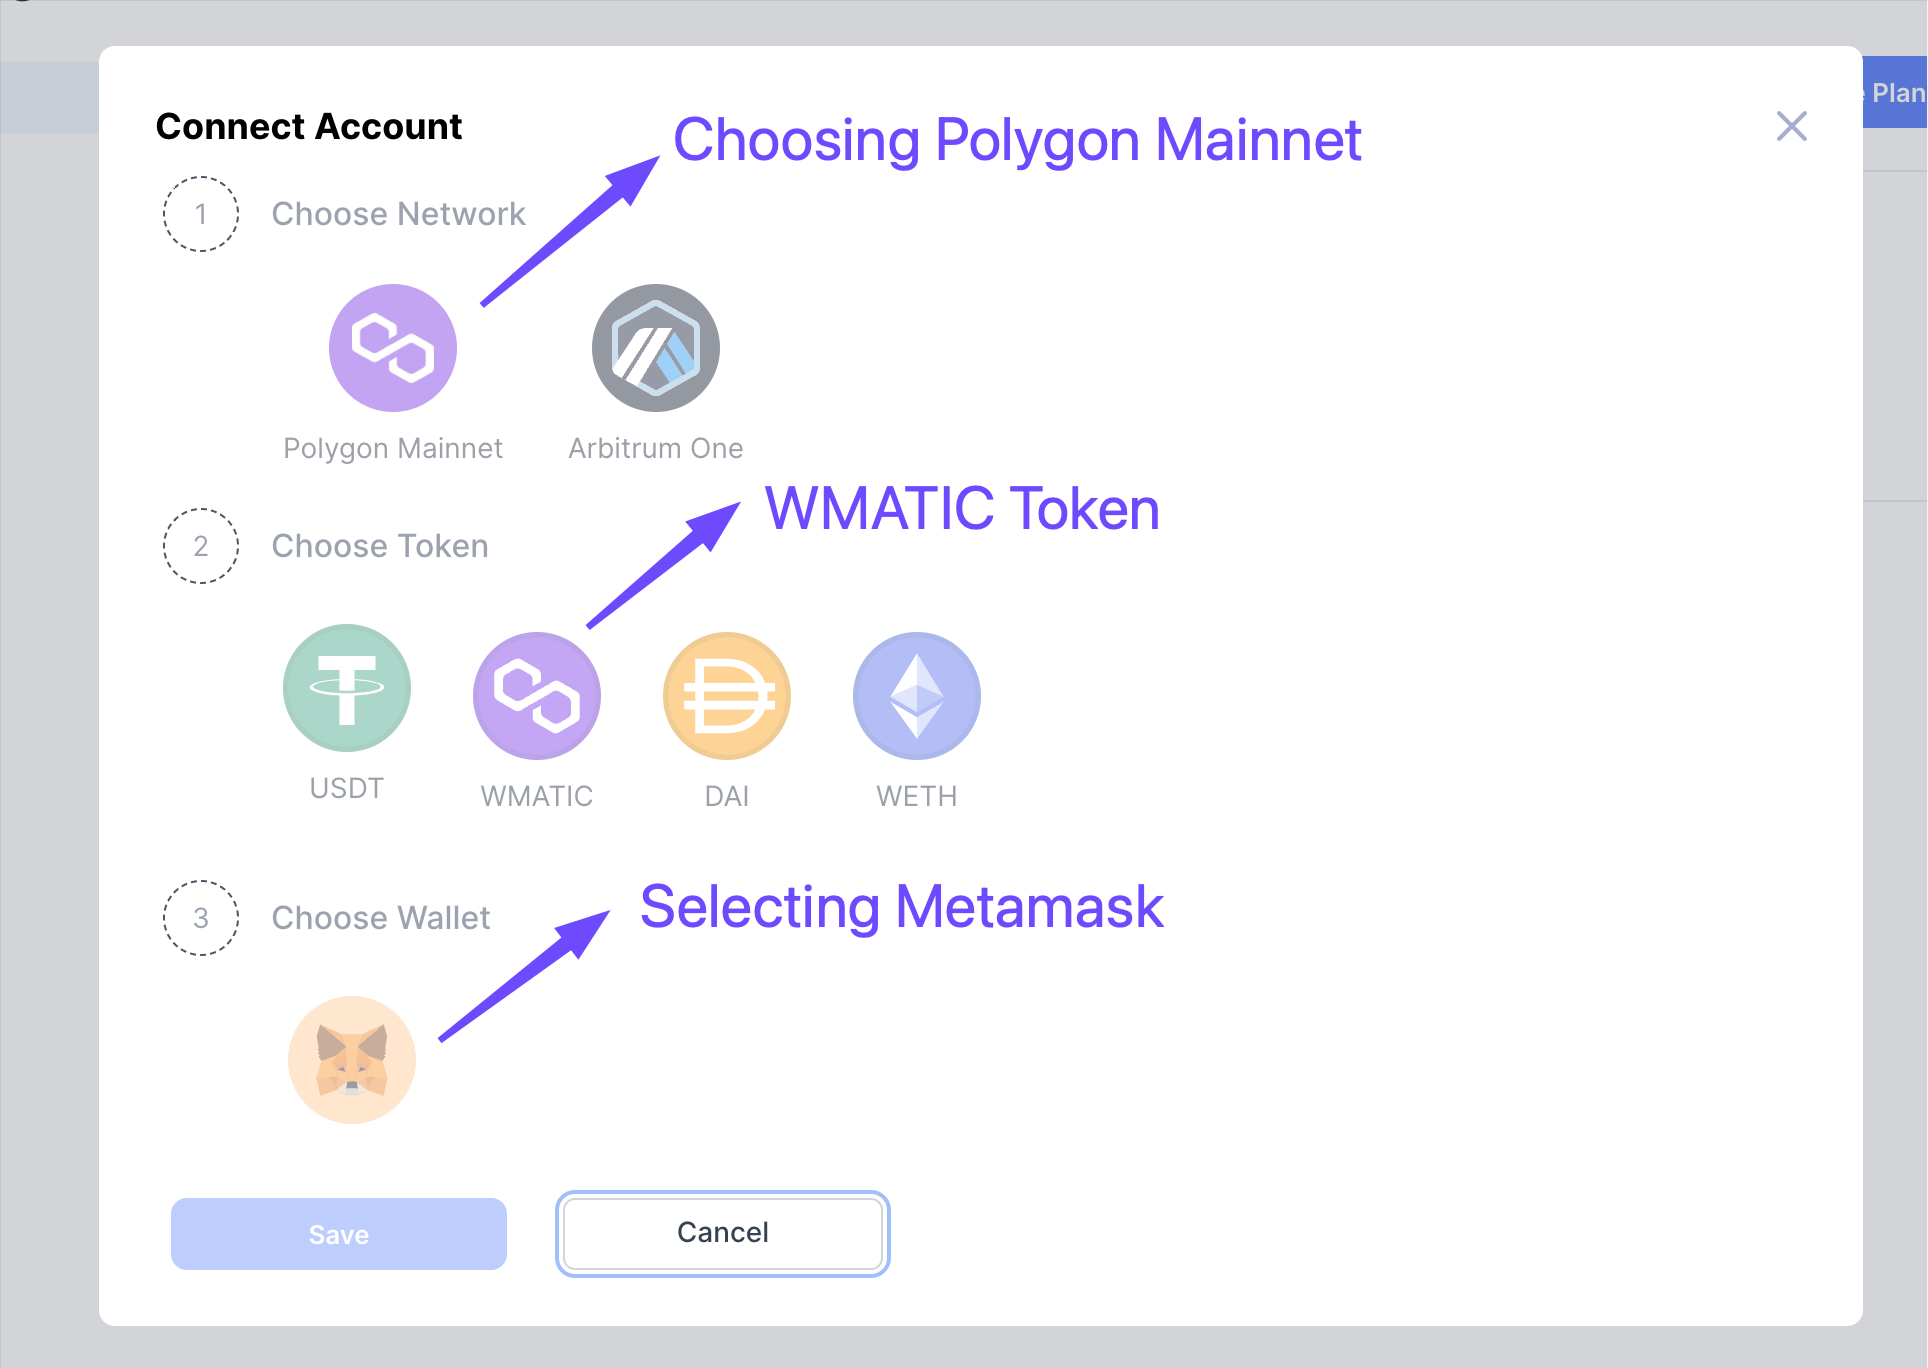 Plan
Connect Account
Choosing Polygon Mainnet
1
Choose Network
Polygon Mainnet
Arbitrum One
WMATIC Token
2
Choose Token
USDT
WMATIC
DAI
WETH
3
Choose Wallet
Selecting Metamask
Save
Cancel